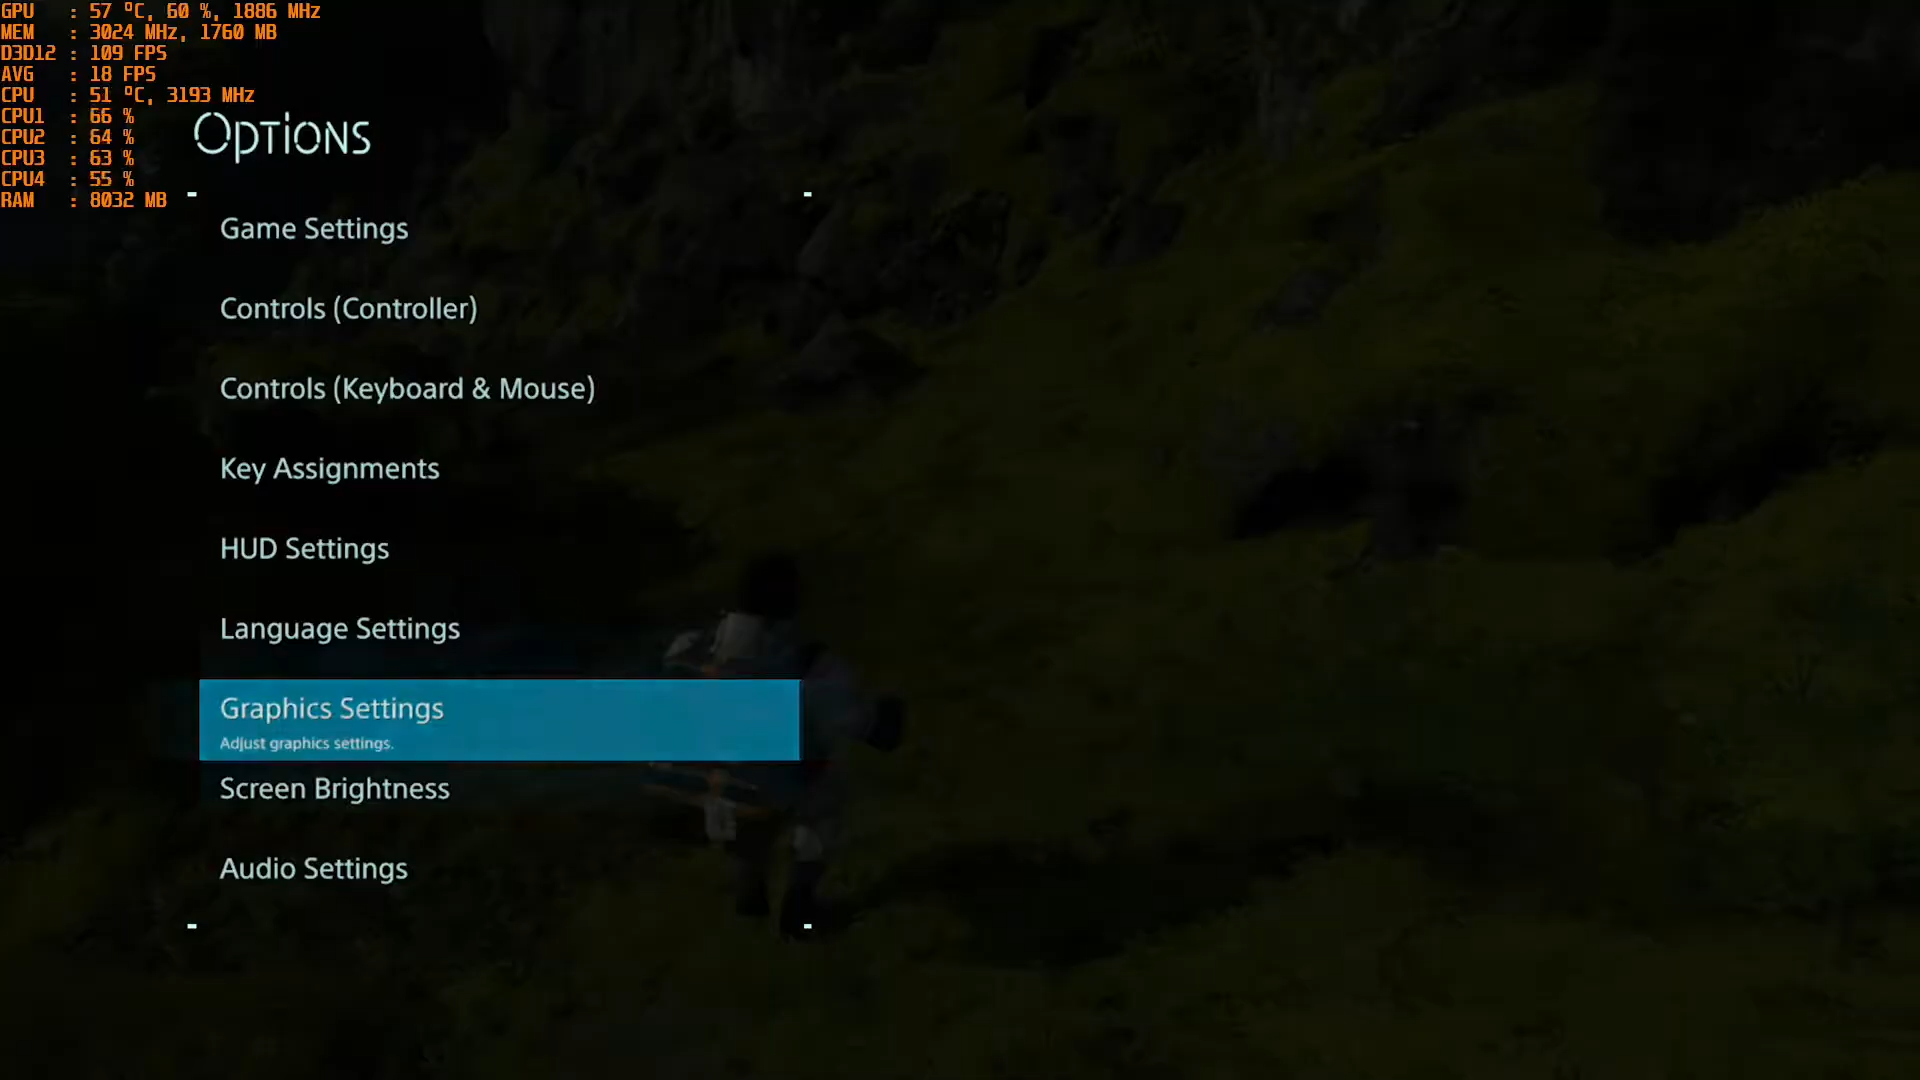 GPU : 57 °C, 60 %, 1886 MHz
MEM : 3024 MHz, 1760 MB
D3D12 : 109 FPS
AVG : 18 FPS
CPU : 51 °C, 3193 MHz
CPU1 : 66 %
CPU2 : 64 %
CPU3 : 63 %
CPU4 : 55 %
RAM : 8032 MB
Options
Game Settings
Controls (Controller)
Controls (Keyboard & Mouse)
Key Assignments
HUD Settings
Language Settings
Graphics Settings
Adjust graphics settings.
Screen Brightness
Audio Settings